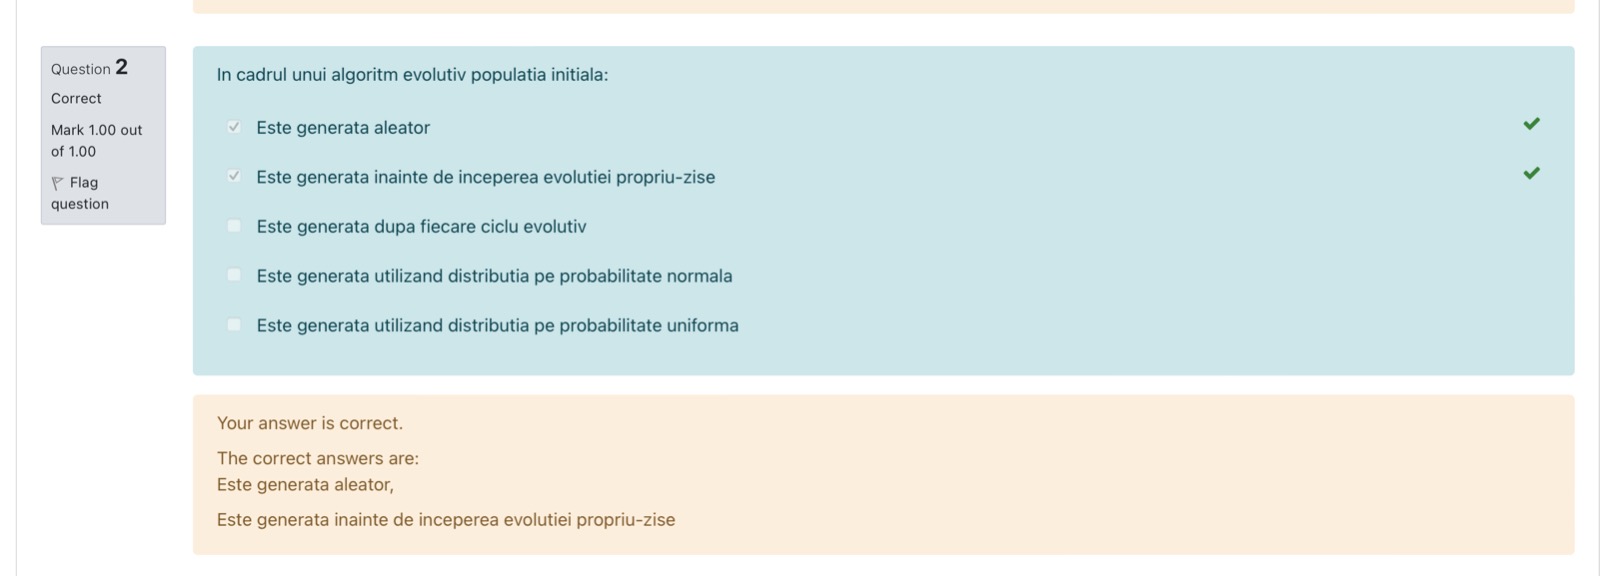 Question 2
Correct
Mark 1.00 out
of 1.00
Flag
question
In cadrul unui algoritm evolutiv populatia initiala:
Este generata aleator
Este generata inainte de inceperea evolutiei propriu-zise
Este generata dupa fiecare ciclu evolutiv
Este generata utilizand distributia pe probabilitate normala
Este generata utilizand distributia pe probabilitate uniforma
Your answer is correct.
The correct answers are:
Este generata aleator,
Este generata inainte de inceperea evolutiei propriu-zise